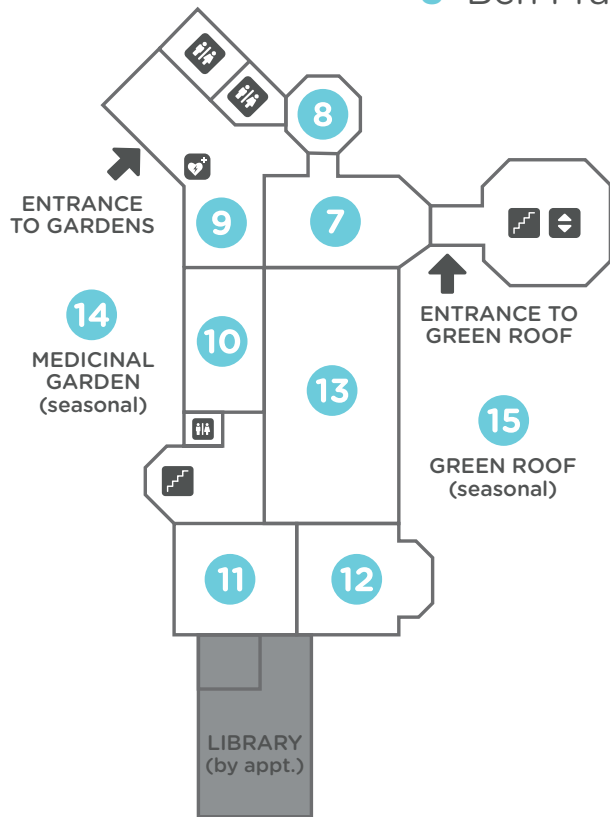 Ben
8
ENTRANCE
TO GARDENS
9
7
14
MEDICINAL
GARDEN
(seasonal)
10
ENTRANCE TO
GREEN ROOF
13
15
GREEN ROOF
(seasonal)
11
12
LIBRARY
(by appt.)